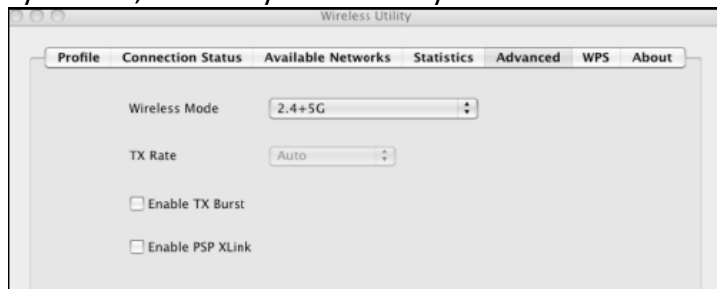 Wireless Utility
Profile Connection Status Available Networks Statistics Advanced WPS About
Wireless Mode 2.4+5G
TX Rate Auto
Enable TX Burst
Enable PSP XLink